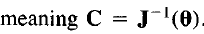 meaning C = J⁻¹(θ).